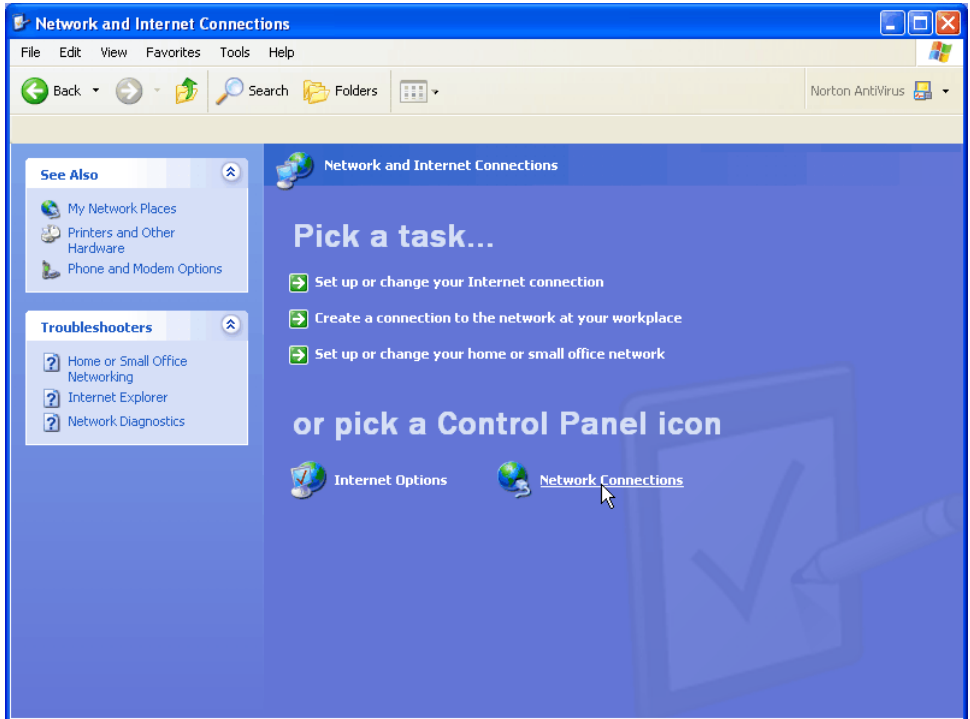 Network and Internet Connections
File Edit View Favorites Tools Help
Back Search Folders Norton AntiVirus
See Also
My Network Places
Printers and Other
Hardware
Phone and Modem Options
Troubleshooters
Home or Small Office
Networking
Internet Explorer
Network Diagnostics
Network and Internet Connections
Pick a task...
Set up or change your Internet connection
Create a connection to the network at your workplace
Set up or change your home or small office network
or pick a Control Panel icon
Internet Options Network Connections